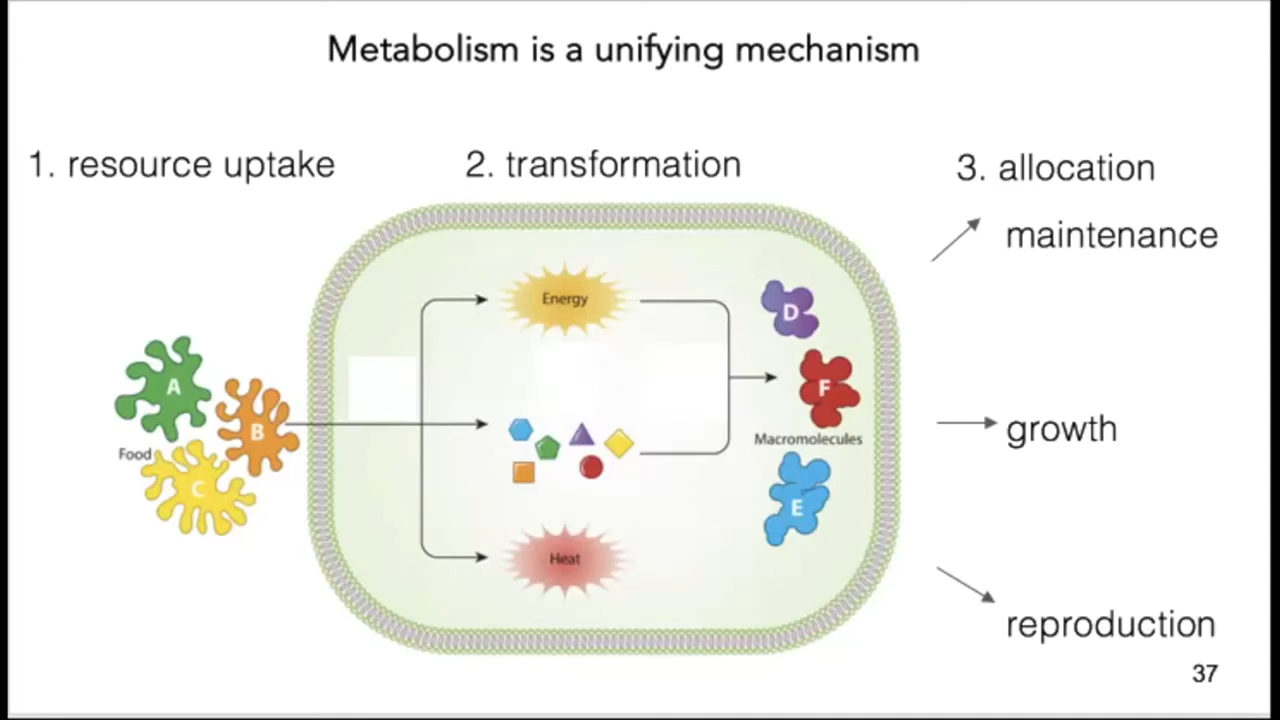 Metabolism is a unifying mechanism
1. resource uptake
2. transformation
3. allocation
maintenance
Energy
D
A
F
B
growth
Macromolecules
Food
C
E
Heat
reproduction
37